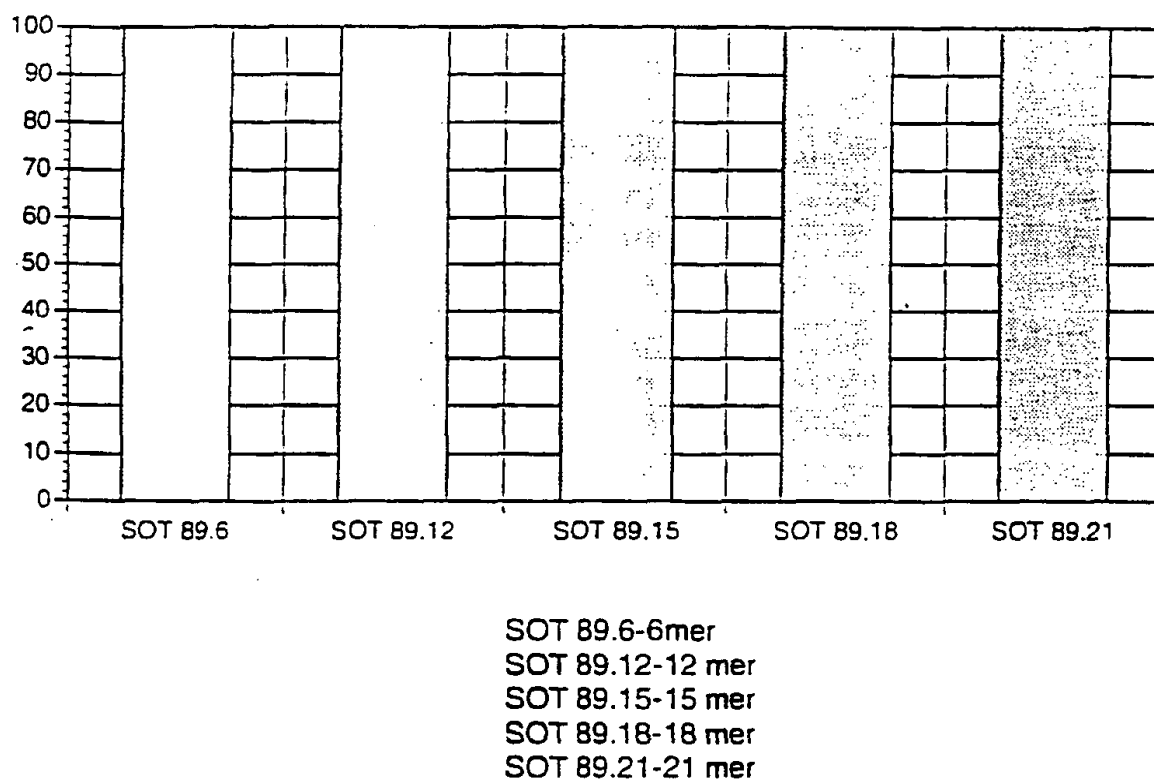 100
90
80
70
60
50
40
30
20
10
0
SOT 89.6 SOT 89.12 SOT 89.15 SOT 89.18 SOT 89.21
SOT 89.6-6mer
SOT 89.12-12 mer
SOT 89.15-15 mer
SOT 89.18-18 mer
SOT 89.21-21 mer